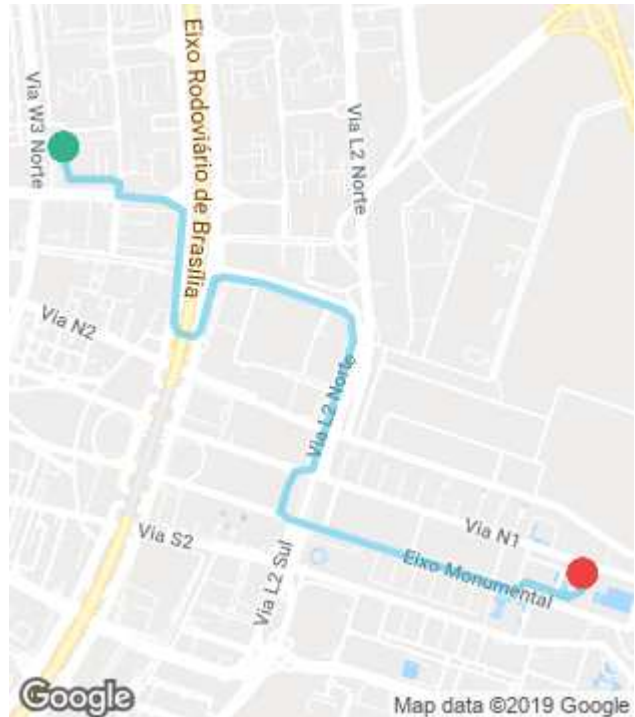 Via W3 Norte
Eixo Rodoviário de Brasília
Via L2 Norte
Via N2
Via L2 Norte
Via N1
Via S2
Via L2 Sul
Eixo Monumental
Google
Map data ©2019 Google